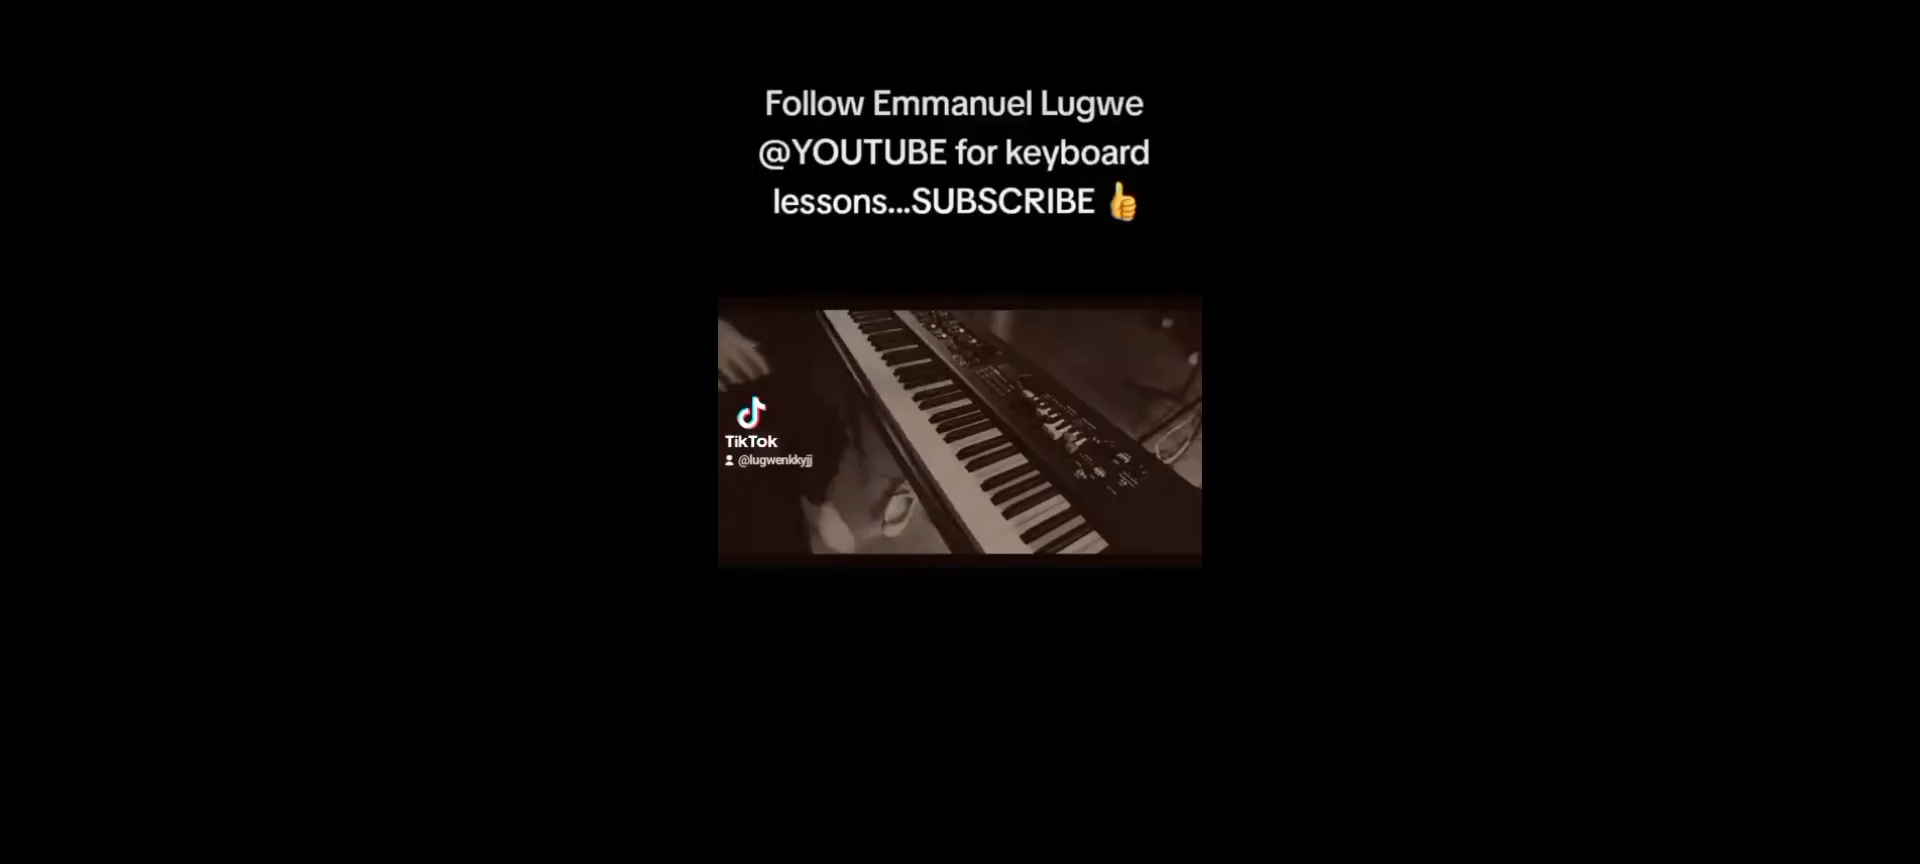 Follow Emmanuel Lugwe
@YOUTUBE for keyboard
lessons...SUBSCRIBE 👍
TikTok
@lugwenkkyjj